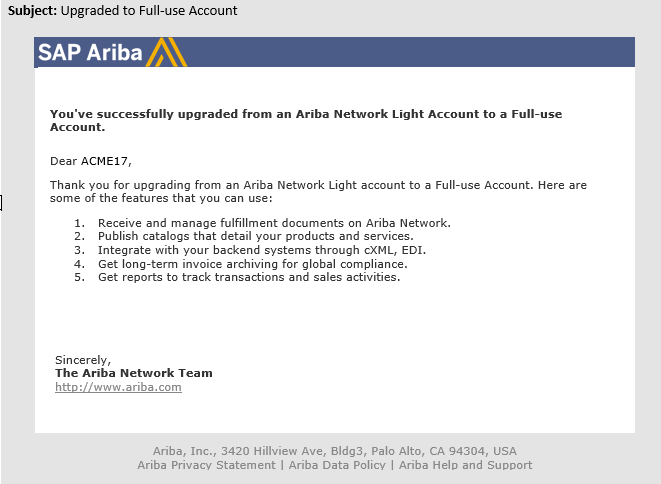 Subject: Upgraded to Full-use Account
SAP Ariba
You've successfully upgraded from an Ariba Network Light Account to a Full-use
Account.
Dear ACME17,
Thank you for upgrading from an Ariba Network Light account to a Full-use Account. Here are
some of the features that you can use:
1. Receive and manage fulfillment documents on Ariba Network.
2. Publish catalogs that detail your products and services.
3. Integrate with your backend systems through cXML, EDI.
4. Get long-term invoice archiving for global compliance.
5. Get reports to track transactions and sales activities.
Sincerely,
The Ariba Network Team
http://www.ariba.com
Ariba, Inc., 3420 Hillview Ave, Bldg3, Palo Alto, CA 94304, USA
Ariba Privacy Statement | Ariba Data Policy | Ariba Help and Support